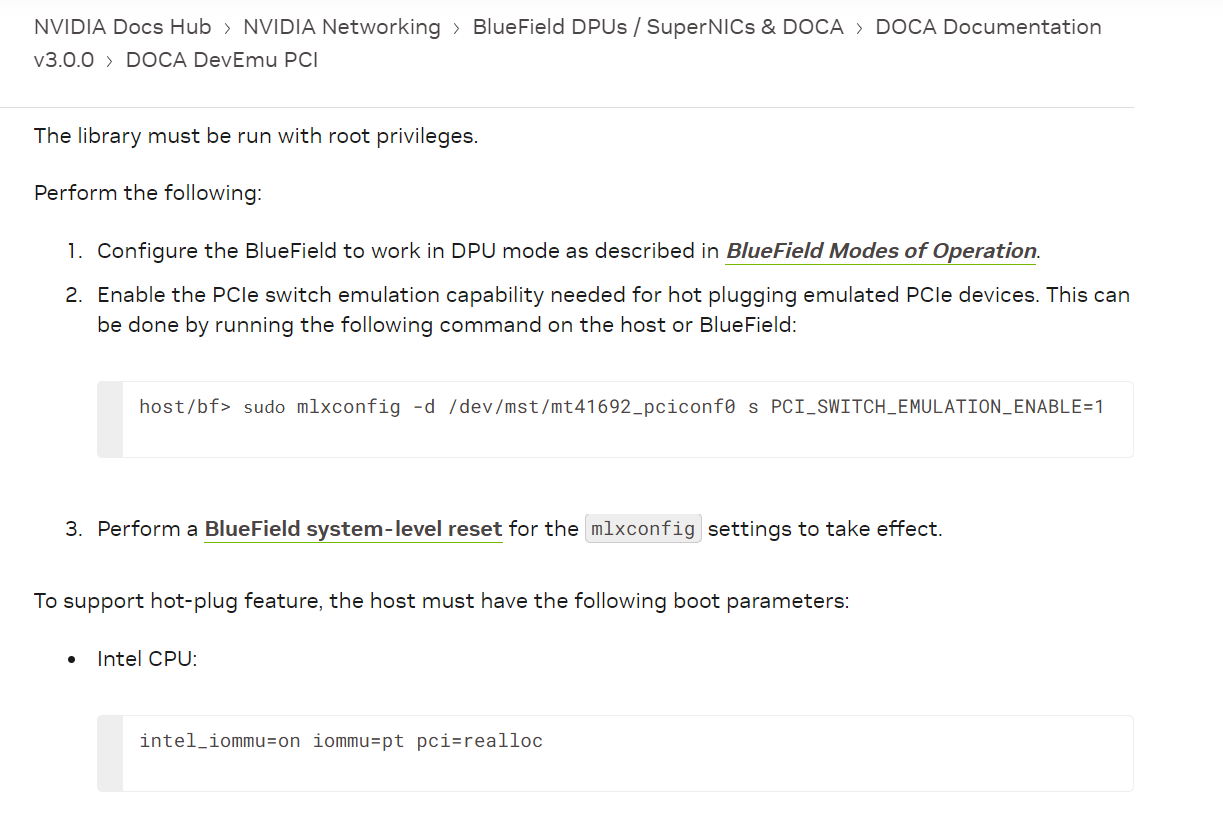 NVIDIA Docs Hub > NVIDIA Networking > BlueField DPUs / SuperNICs & DOCA > DOCA Documentation
v3.0.0 > DOCA DevEmu PCI
The library must be run with root privileges.
Perform the following:
1. Configure the BlueField to work in DPU mode as described in BlueField Modes of Operation.
2. Enable the PCIe switch emulation capability needed for hot plugging emulated PCIe devices. This can
be done by running the following command on the host or BlueField:
host/bf> sudo mlxconfig -d /dev/mst/mt41692_pciconf0 s PCI_SWITCH_EMULATION_ENABLE=1
3. Perform a BlueField system-level reset for the mlxconfig settings to take effect.
To support hot-plug feature, the host must have the following boot parameters:
• Intel CPU:
intel_iommu=on iommu=pt pci=realloc